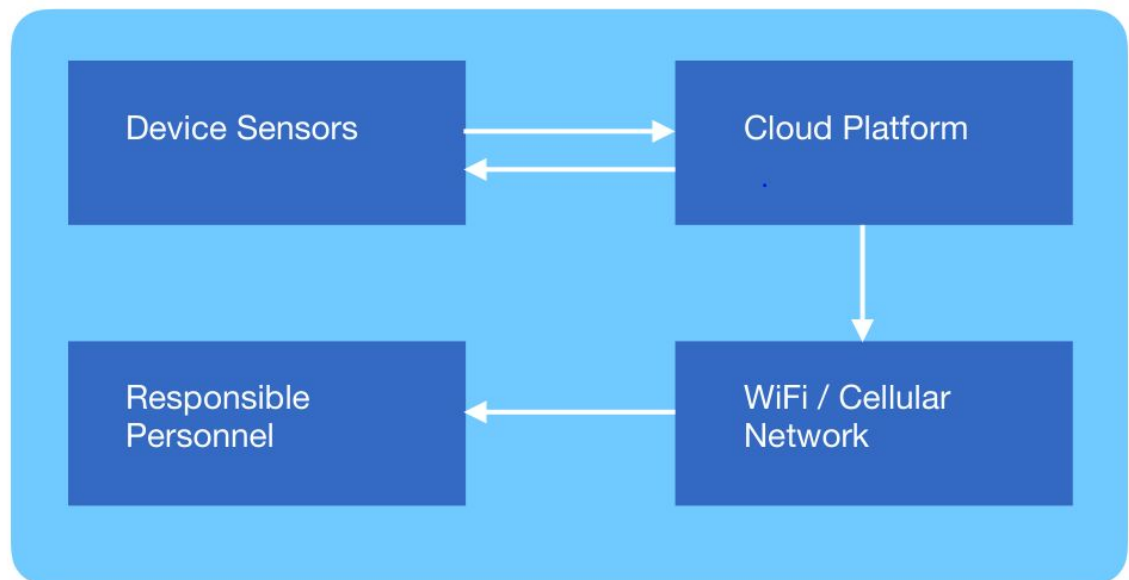 Device Sensors
Cloud Platform
Responsible
Personnel
WiFi / Cellular
Network